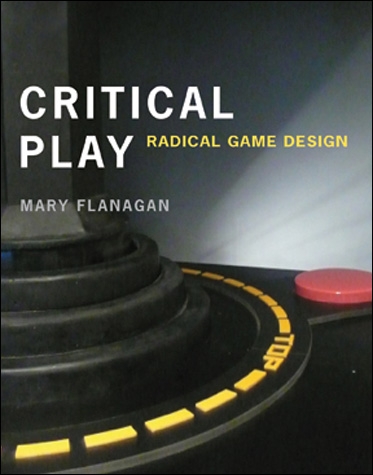 CRITICAL
PLAY
RADICAL GAME DESIGN
MARY FLANAGAN
TOP